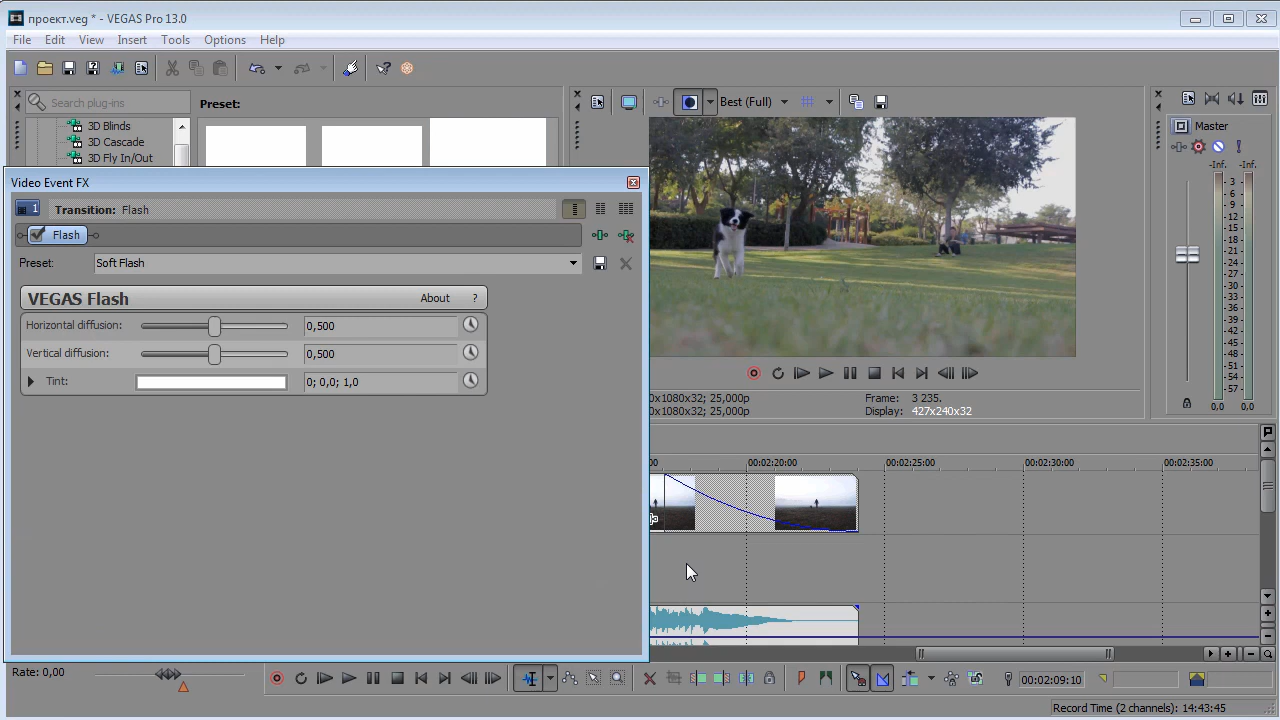 проект.veg * - VEGAS Pro 13.0
File Edit View Insert Tools Options Help
Search plug-ins
Preset:
Best (Full)
3D Blinds
3D Cascade
3D Fly In/Out
Master
-Inf. -Inf.
3
6
9
12
15
18
21
24
27
30
33
36
39
42
45
48
51
54
57
0,0 0,0
Video Event FX
1 Transition: Flash
Flash
Preset: Soft Flash
VEGAS Flash About ?
Horizontal diffusion: 0,500
Vertical diffusion: 0,500
Tint: 0; 0,0; 1,0
0x1080x32; 25,000p Frame: 3 235.
0x1080x32; 25,000p Display: 427x240x32
:00 00:02:20:00 00:02:25:00 00:02:30:00 00:02:35:00
Rate: 0,00
00:02:09:10
Record Time (2 channels): 14:43:45